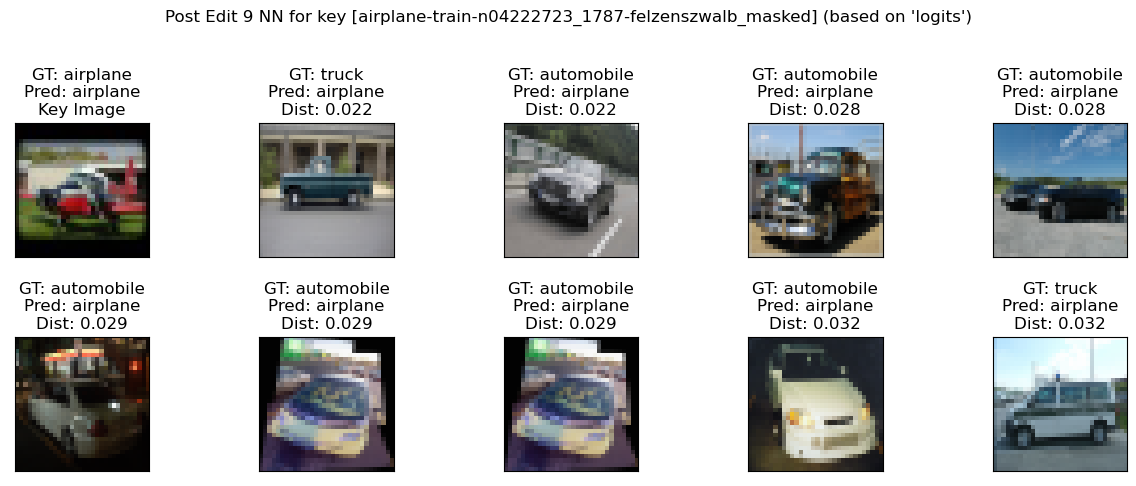 Post Edit 9 NN for key [airplane-train-n04222723_1787-felzenszwalb_masked] (based on 'logits')
GT: airplane
Pred: airplane
Key Image
GT: truck
Pred: airplane
Dist: 0.022
GT: automobile
Pred: airplane
Dist: 0.022
GT: automobile
Pred: airplane
Dist: 0.028
GT: automobile
Pred: airplane
Dist: 0.028
GT: automobile
Pred: airplane
Dist: 0.029
GT: automobile
Pred: airplane
Dist: 0.029
GT: automobile
Pred: airplane
Dist: 0.029
GT: automobile
Pred: airplane
Dist: 0.032
GT: truck
Pred: airplane
Dist: 0.032